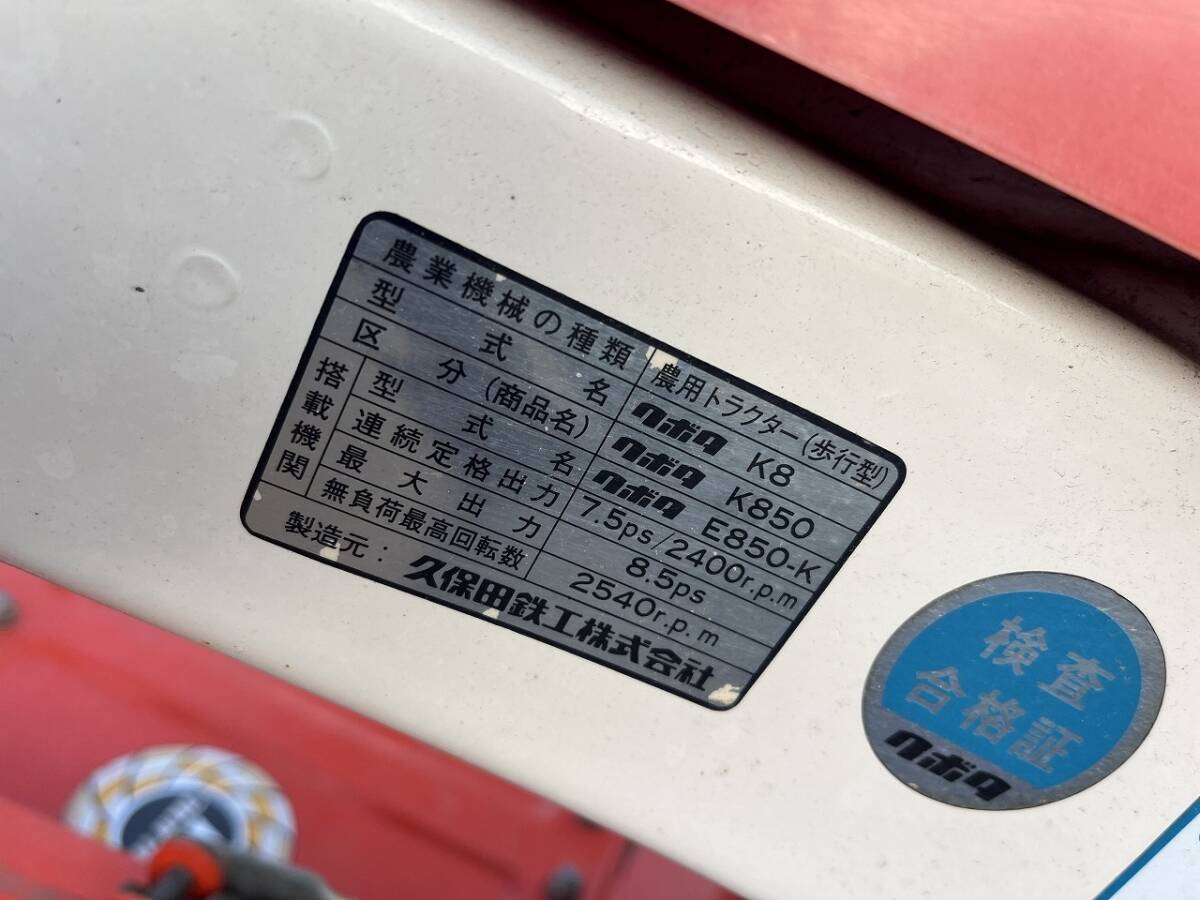 農業機械の種類 農用トラクター(歩行型)
型式名 クボタ K8
区分(商品名) クボタ K850
搭載機関
型式名 クボタ E850-K
連続定格出力 7.5ps/2400r.p.m
最大出力 8.5ps
無負荷最高回転数 2540r.p.m
製造元: 久保田鉄工株式会社
検査
合格証
クボタ